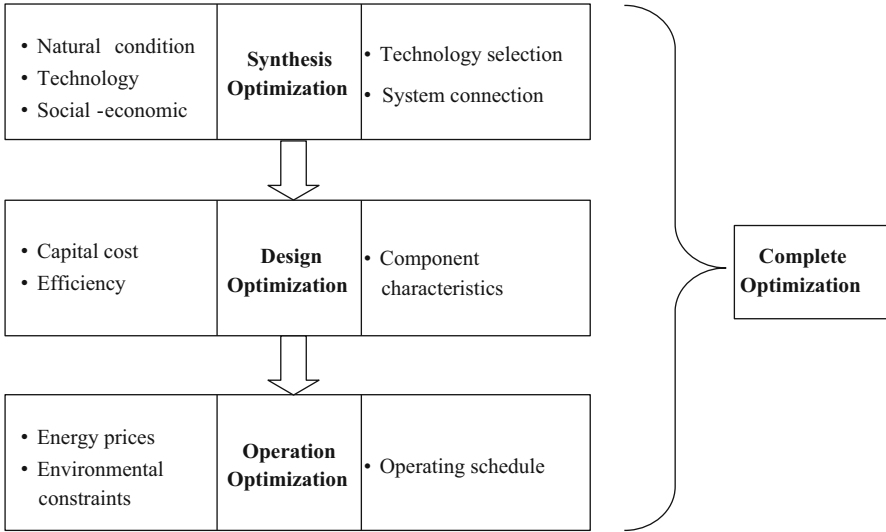 • Natural condition
• Technology
• Social -economic
Synthesis
Optimization
• Technology selection
• System connection
• Capital cost
• Efficiency
Design
Optimization
• Component
characteristics
• Energy prices
• Environmental
constraints
Operation
Optimization
• Operating schedule
Complete
Optimization